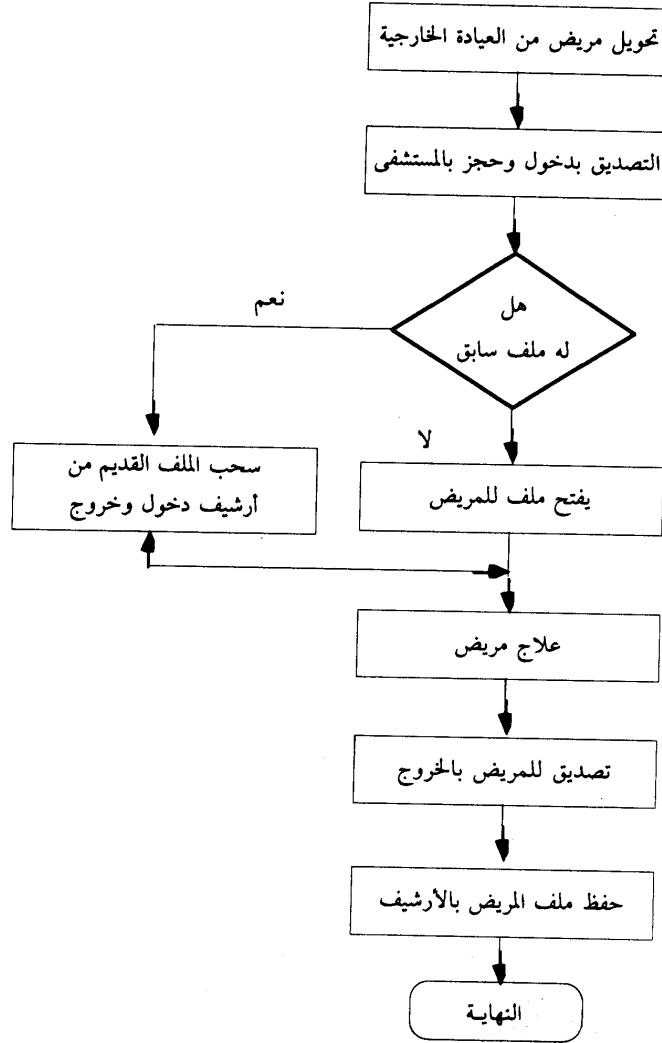 تحويل مريض من العيادة الخارجية
التصديق بدخول وحجز بالمستشفى
هل
له ملف سابق
نعم
لا
سحب الملف القديم من
أرشيف دخول وخروج
يفتح ملف للمريض
علاج مريض
تصديق للمريض بالخروج
حفظ ملف المريض بالأرشيف
النهاية